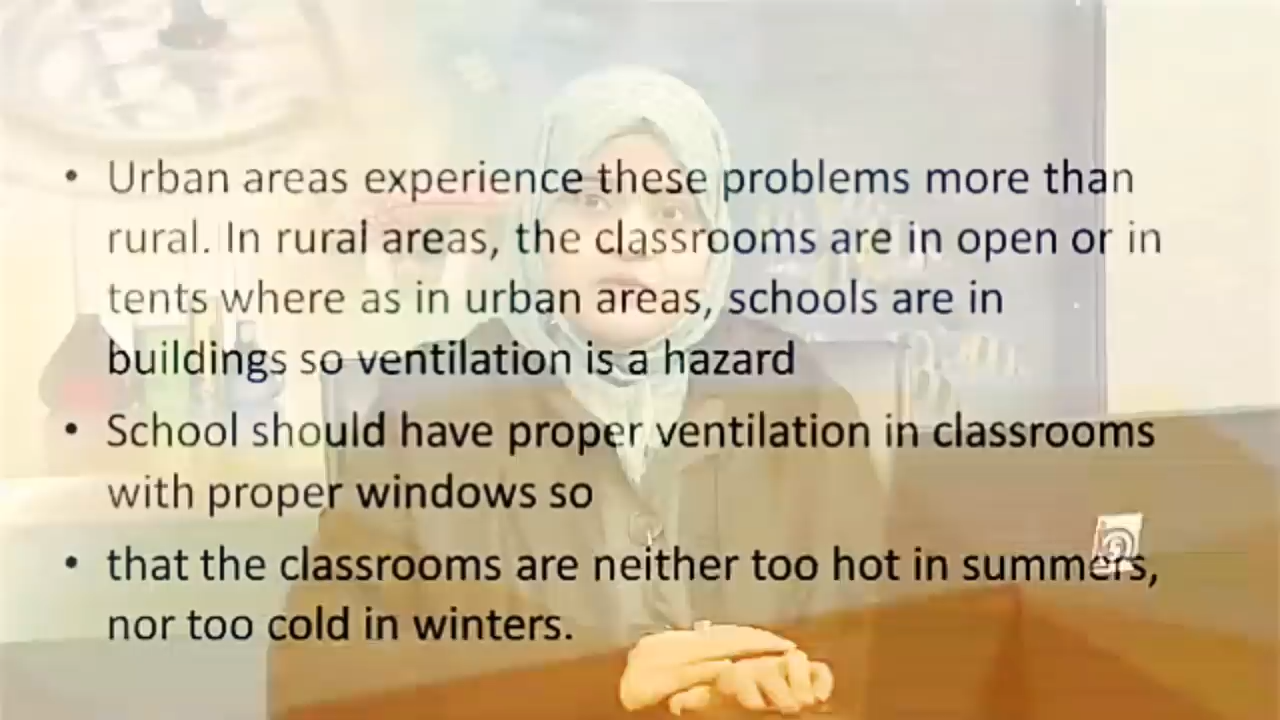 • Urban areas experience these problems more than
rural. In rural areas, the classrooms are in open or in
tents where as in urban areas, schools are in
buildings so ventilation is a hazard
• School should have proper ventilation in classrooms
with proper windows so
• that the classrooms are neither too hot in summers,
nor too cold in winters.